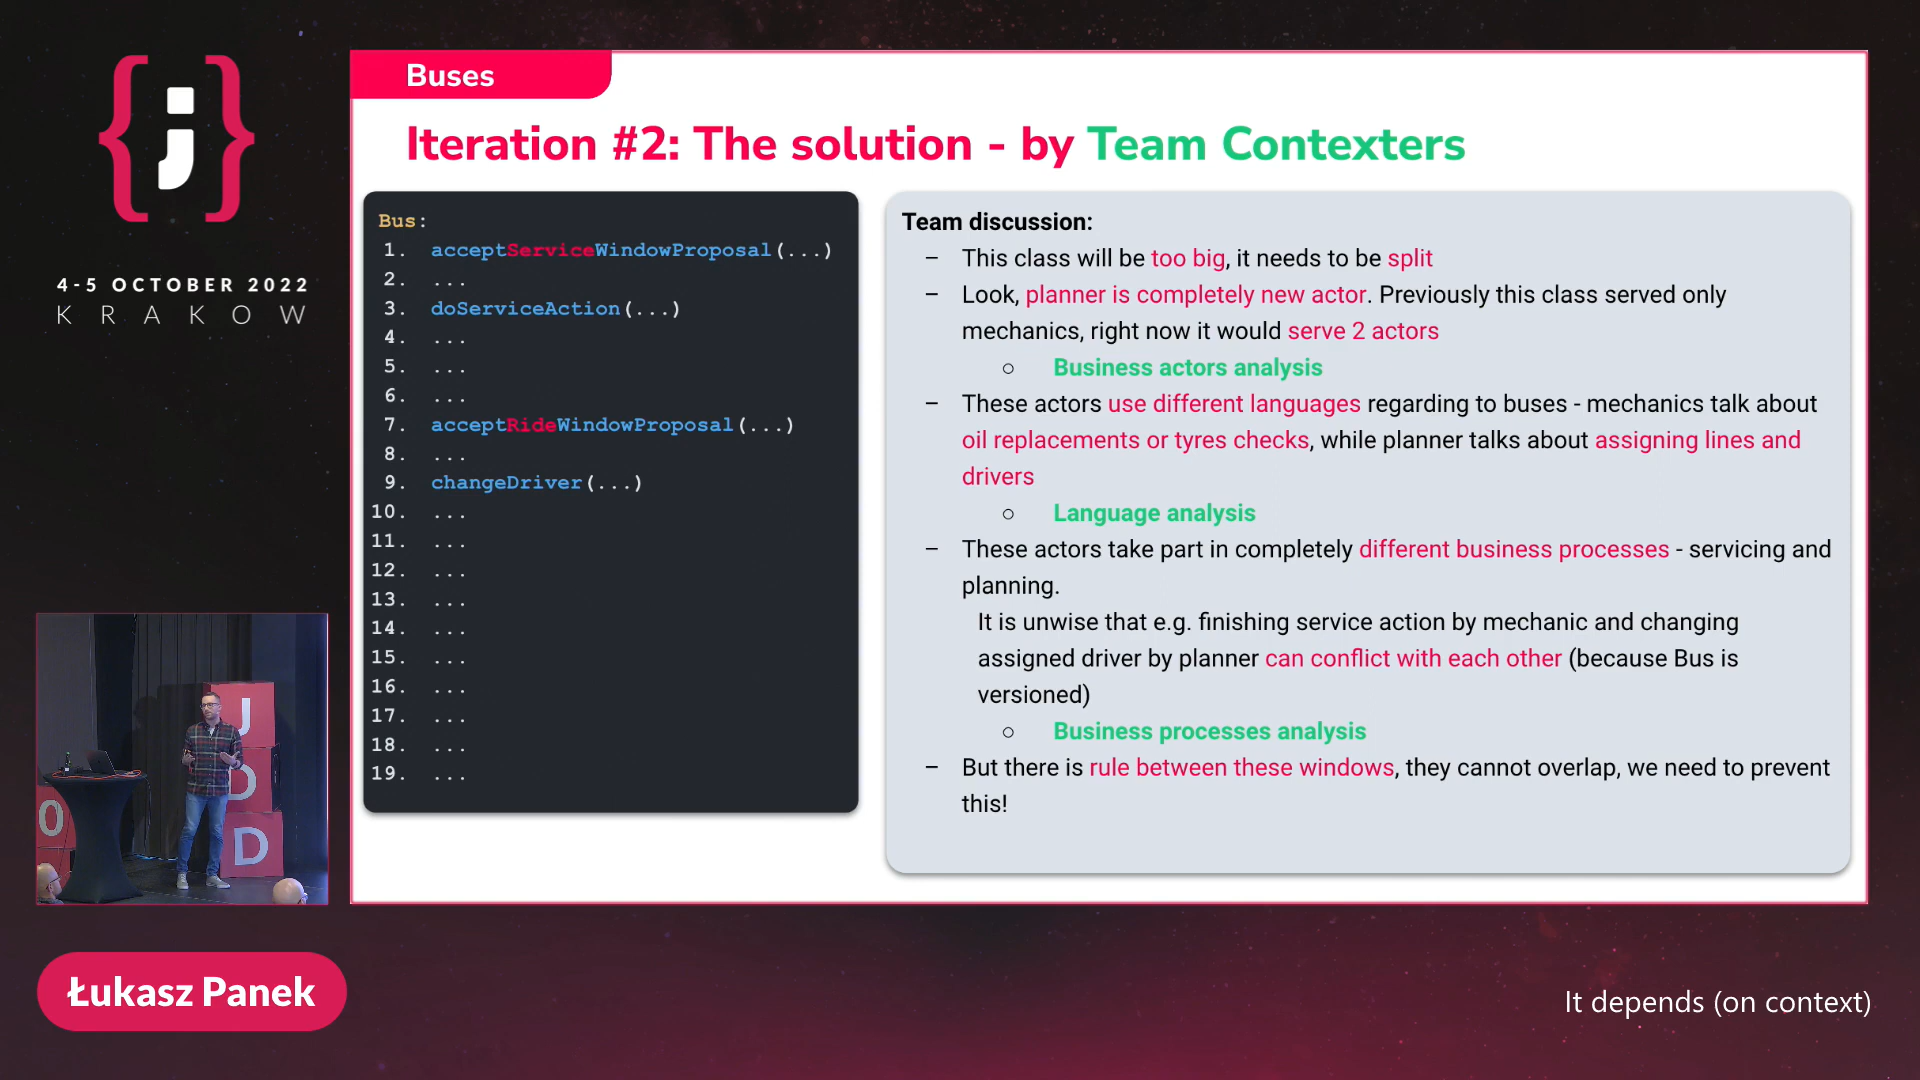 {;}
4-5 OCTOBER 2022
KRAKOW
Buses
Iteration #2: The solution - by Team Contexters
Bus:
1. acceptServiceWindowProposal(...)
2. ...
3. doServiceAction(...)
4. ...
5. ...
6. ...
7. acceptRideWindowProposal(...)
8. ...
9. changeDriver(...)
10. ...
11. ...
12. ...
13. ...
14. ...
15. ...
16. ...
17. ...
18. ...
19. ...
Team discussion:
– This class will be too big, it needs to be split
– Look, planner is completely new actor. Previously this class served only
mechanics, right now it would serve 2 actors
○ Business actors analysis
– These actors use different languages regarding to buses - mechanics talk about
oil replacements or tyres checks, while planner talks about assigning lines and
drivers
○ Language analysis
– These actors take part in completely different business processes - servicing and
planning.
It is unwise that e.g. finishing service action by mechanic and changing
assigned driver by planner can conflict with each other (because Bus is
versioned)
○ Business processes analysis
– But there is rule between these windows, they cannot overlap, we need to prevent
this!
J
D
D
0
Łukasz Panek
It depends (on context)